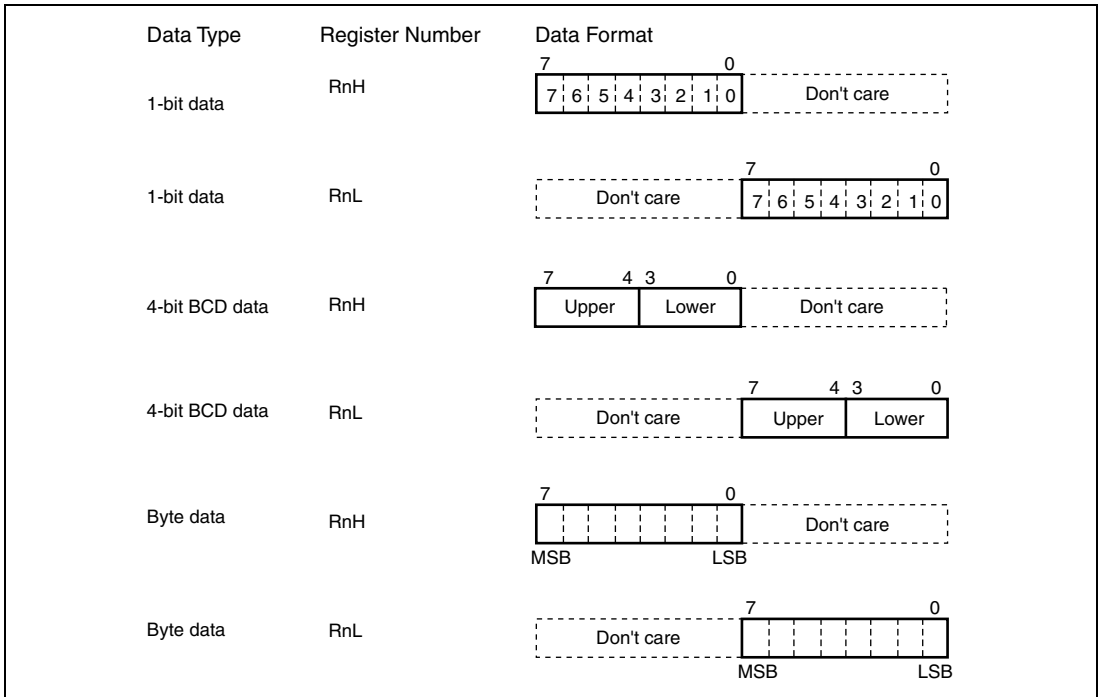 Data Type Register Number Data Format
7 0
1-bit data RnH 7 6 5 4 3 2 1 0 Don't care
7 0
1-bit data RnL Don't care 7 6 5 4 3 2 1 0
7 4 3 0
4-bit BCD data RnH Upper Lower Don't care
7 4 3 0
4-bit BCD data RnL Don't care Upper Lower
7 0
Byte data RnH Don't care
MSB LSB
7 0
Byte data RnL Don't care
MSB LSB